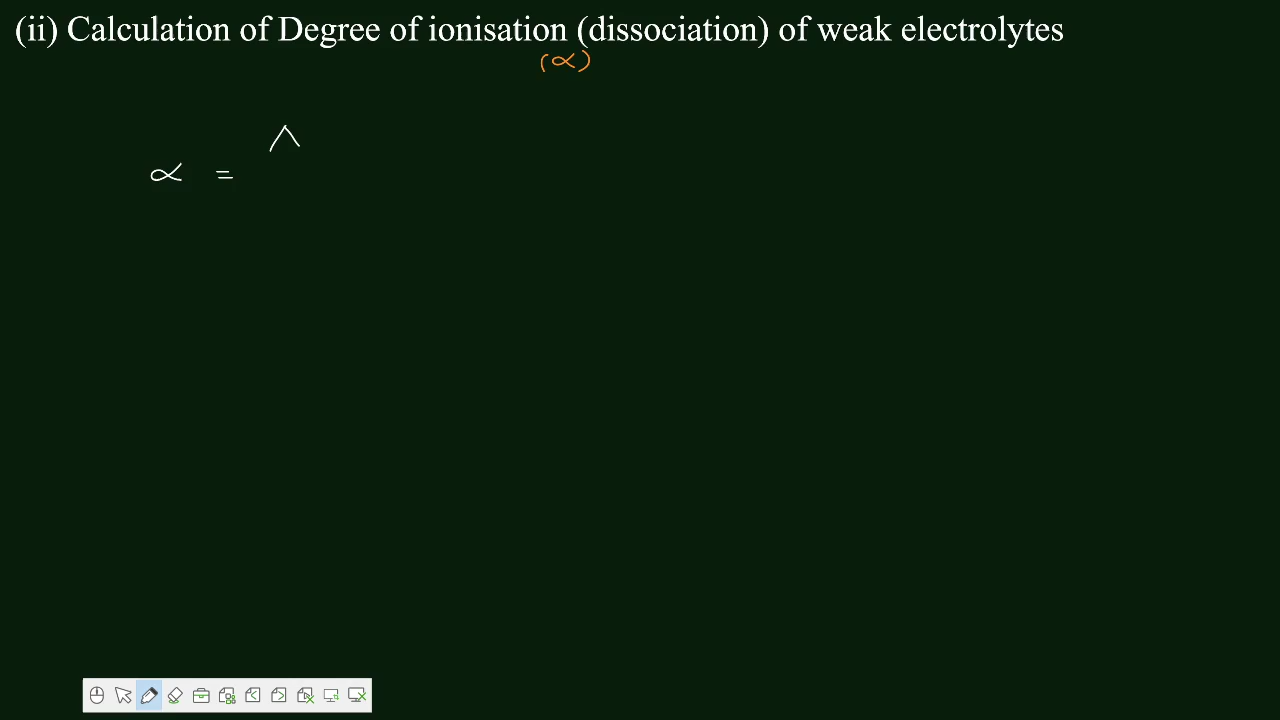 (ii) Calculation of Degree of ionisation (dissociation) of weak electrolytes
(∝)
Λ
∝ =